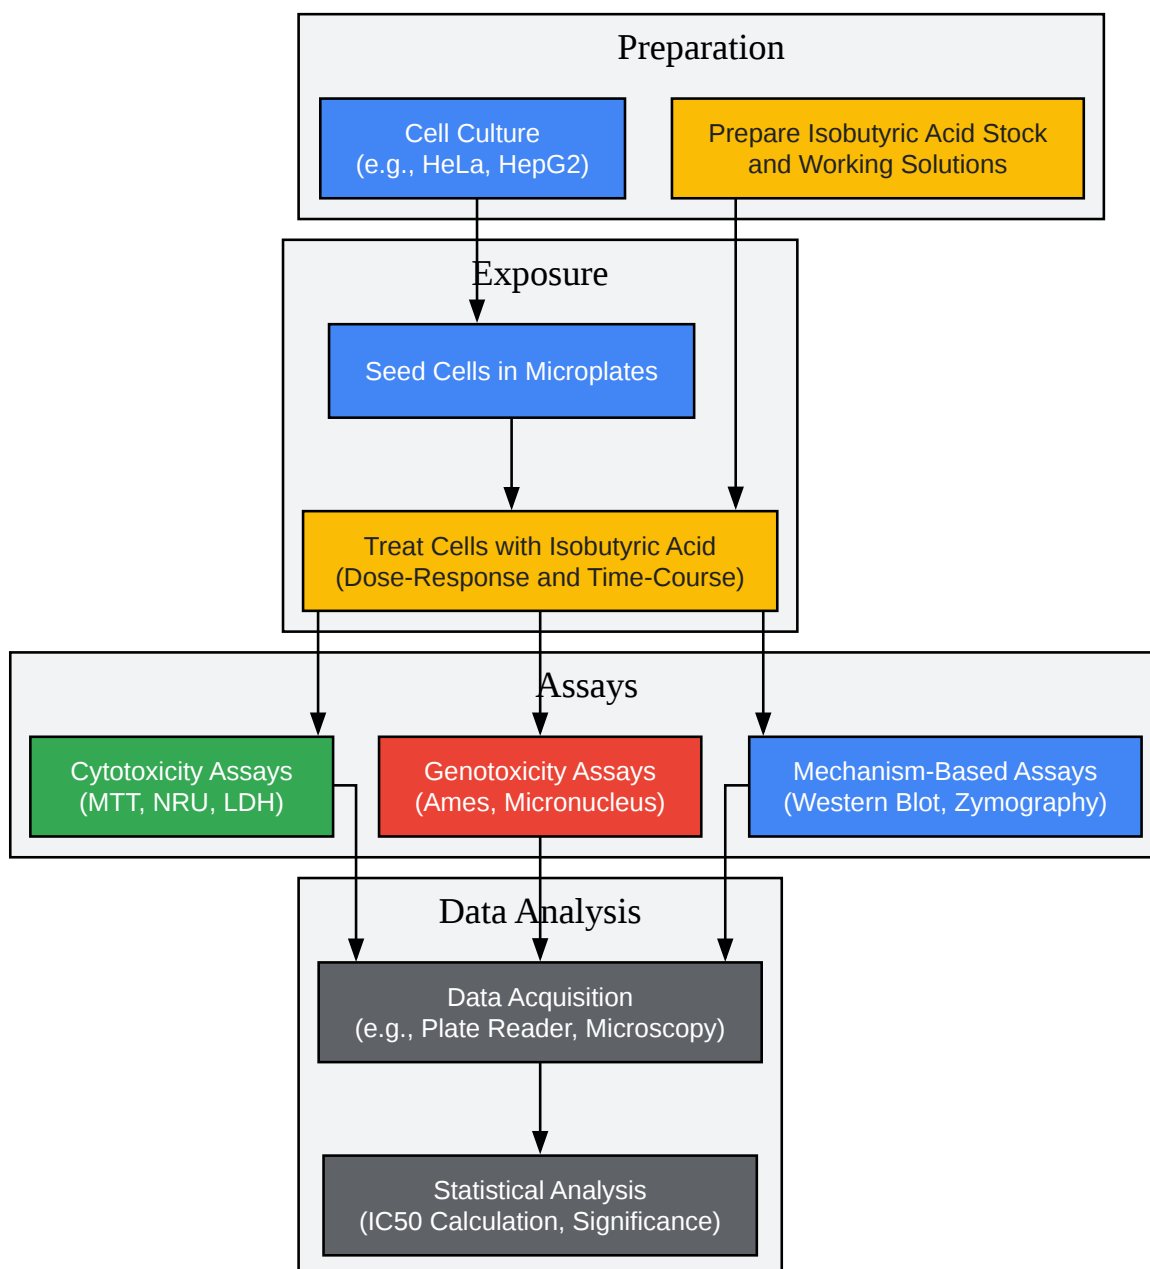 Preparation
Cell Culture
(e.g., HeLa, HepG2)
Prepare Isobutyric Acid Stock
and Working Solutions
Exposure
Seed Cells in Microplates
Treat Cells with Isobutyric Acid
(Dose-Response and Time-Course)
Assays
Cytotoxicity Assays
(MTT, NRU, LDH)
Genotoxicity Assays
(Ames, Micronucleus)
Mechanism-Based Assays
(Western Blot, Zymography)
Data Analysis
Data Acquisition
(e.g., Plate Reader, Microscopy)
Statistical Analysis
(IC50 Calculation, Significance)